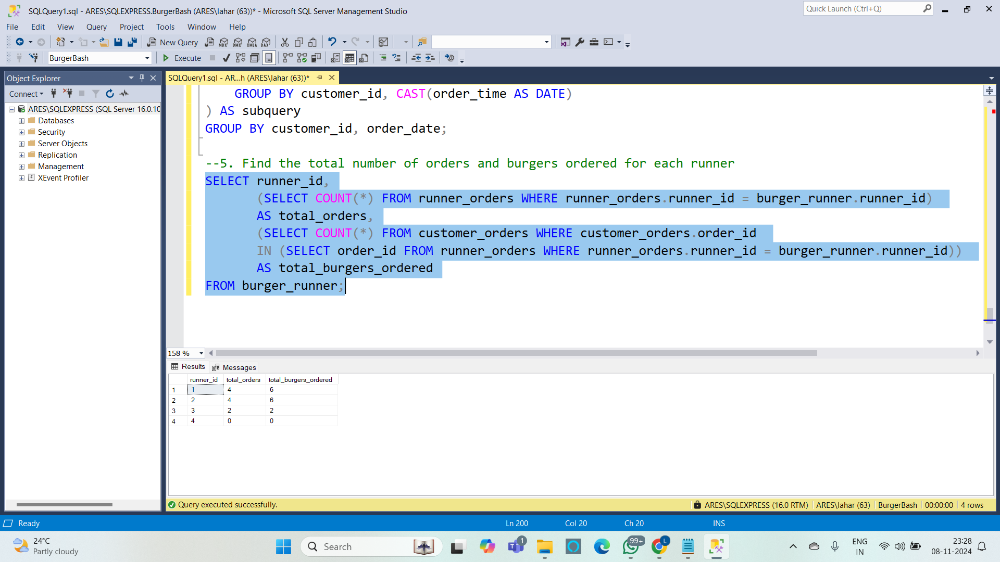 SQLQuery1.sql - ARES\SQLEXPRESS.BurgerBash (ARES\lahar (63))* - Microsoft SQL Server Management Studio
Quick Launch (Ctrl+Q)
File Edit View Query Project Tools Window Help
New Query
MDX DMX XMLA DAX
BurgerBash
Execute
Object Explorer
Connect
ARES\SQLEXPRESS (SQL Server 16.0.10
Databases
Security
Server Objects
Replication
Management
XEvent Profiler
SQLQuery1.sql - AR...h (ARES\lahar (63))*
GROUP BY customer_id, CAST(order_time AS DATE)
) AS subquery
GROUP BY customer_id, order_date;
--5. Find the total number of orders and burgers ordered for each runner
SELECT runner_id,
(SELECT COUNT(*) FROM runner_orders WHERE runner_orders.runner_id = burger_runner.runner_id)
AS total_orders,
(SELECT COUNT(*) FROM customer_orders WHERE customer_orders.order_id
IN (SELECT order_id FROM runner_orders WHERE runner_orders.runner_id = burger_runner.runner_id))
AS total_burgers_ordered
FROM burger_runner;
158 %
Results Messages
runner_id total_orders total_burgers_ordered
1 1 4 6
2 2 4 6
3 3 2 2
4 4 0 0
Query executed successfully.
ARES\SQLEXPRESS (16.0 RTM) ARES\lahar (63) BurgerBash 00:00:00 4 rows
Ready
Ln 200 Col 20 Ch 20 INS
24°C
Partly cloudy
Search
1
99+
L
ENG
IN
23:28
08-11-2024